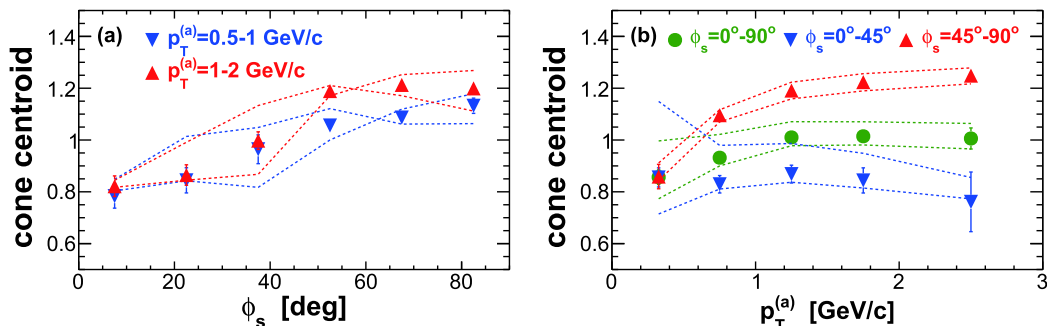 (a)
p_T^(a)=0.5-1 GeV/c
p_T^(a)=1-2 GeV/c
cone centroid
1.4
1.2
1
0.8
0.6
0 20 40 60 80
ϕ_s [deg]
(b)
ϕ_s=0°-90° ϕ_s=0°-45° ϕ_s=45°-90°
cone centroid
1.4
1.2
1
0.8
0.6
0 1 2 3
p_T^(a) [GeV/c]